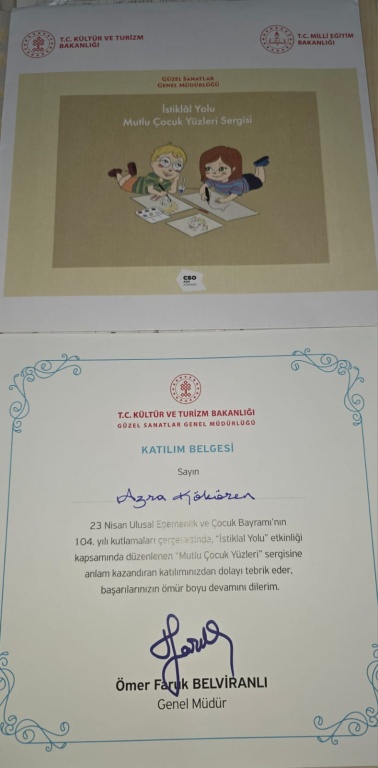 T.C. KÜLTÜR VE TURİZM
BAKANLIĞI
T.C. MİLLÎ EĞİTİM
BAKANLIĞI
GÜZEL SANATLAR
GENEL MÜDÜRLÜĞÜ
İstiklâl Yolu
Mutlu Çocuk Yüzleri Sergisi
CSO
T.C. KÜLTÜR VE TURİZM BAKANLIĞI
GÜZEL SANATLAR GENEL MÜDÜRLÜĞÜ
KATILIM BELGESİ
Sayın
Azra Kökören
23 Nisan Ulusal Egemenlik ve Çocuk Bayramı'nın
104. yılı kutlamaları çerçevesinde, "İstiklal Yolu" etkinliği
kapsamında düzenlenen "Mutlu Çocuk Yüzleri" sergisine
anlam kazandıran katılımınızdan dolayı tebrik eder,
başarılarınızın ömür boyu devamını dilerim.
Ömer Faruk BELVİRANLI
Genel Müdür